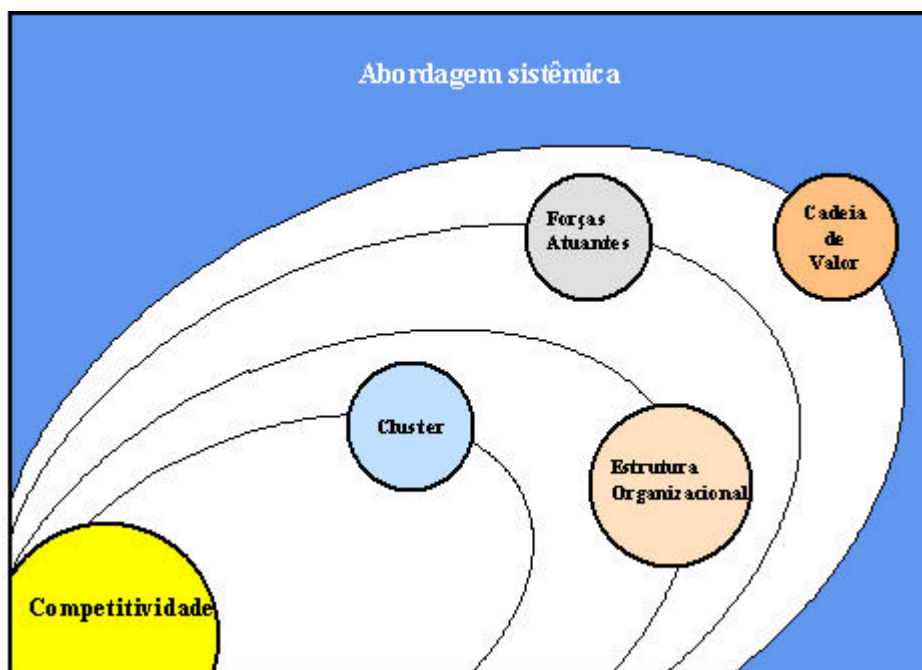 Abordagem sistêmica
Forças
Atuantes
Cadeia
de
Valor
Cluster
Estrutura
Organizacional
Competitividade